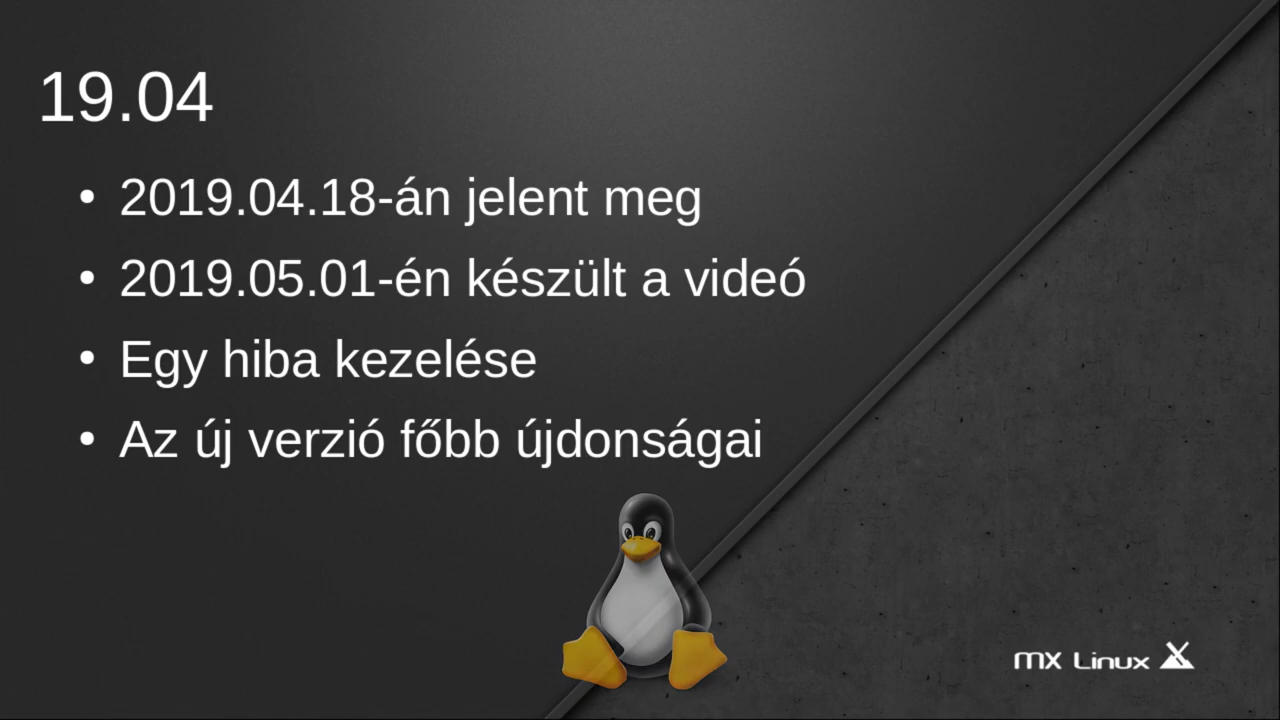 19.04
• 2019.04.18-án jelent meg
• 2019.05.01-én készült a videó
• Egy hiba kezelése
• Az új verzió főbb újdonságai
MX Linux